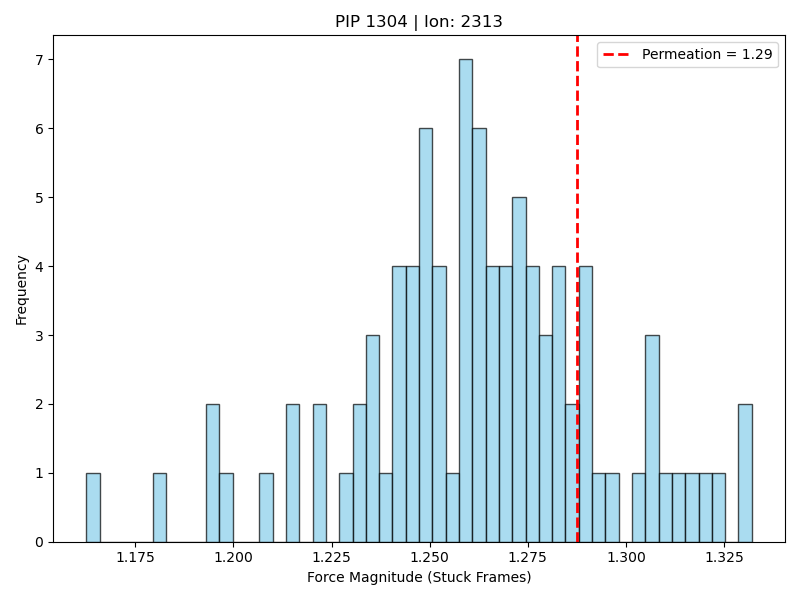 PIP 1304 | Ion: 2313
Permeation = 1.29
Frequency
7
6
5
4
3
2
1
0
1.175 1.200 1.225 1.250 1.275 1.300 1.325
Force Magnitude (Stuck Frames)